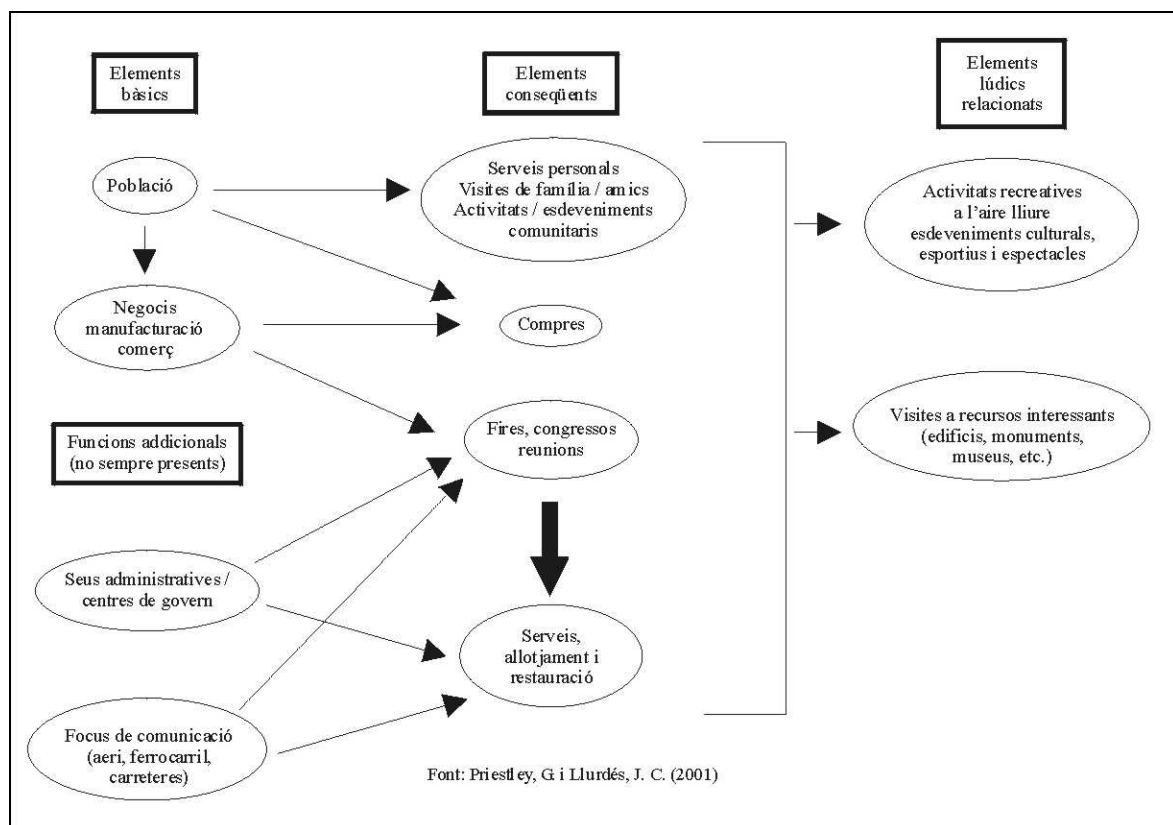 Elements
bàsics
Elements
conseqüents
Elements
lúdics
relacionats
Població
Serveis personals
Visites de família / amics
Activitats / esdeveniments
comunitaris
Activitats recreatives
a l'aire lliure
esdeveniments culturals,
esportius i espectacles
Negocis
manufacturació
comerç
Compres
Funcions addicionals
(no sempre presents)
Fires, congressos
reunions
Visites a recursos interessants
(edificis, monuments,
museus, etc.)
Seus administratives /
centres de govern
Serveis,
allotjament i
restauració
Focus de comunicació
(aeri, ferrocarril,
carreteres)
Font: Priestley, G. i Llurdés, J. C. (2001)